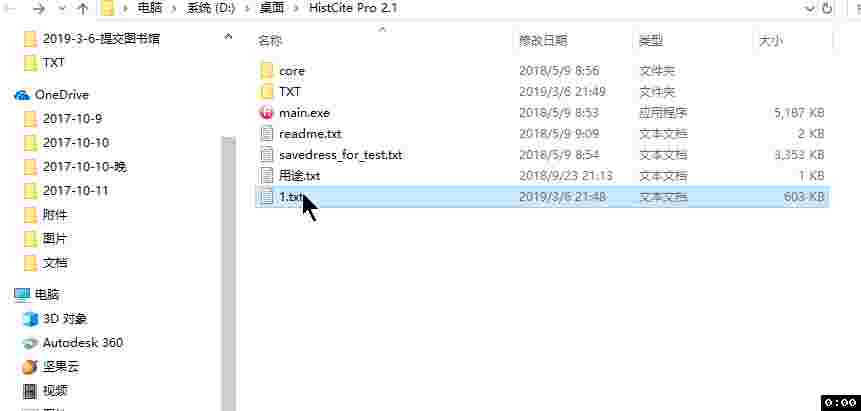 电脑 > 系统 (D:) > 桌面 > HistCite Pro 2.1
2019-3-6-提交图书馆
TXT
OneDrive
2017-10-9
2017-10-10
2017-10-10-晚
2017-10-11
附件
图片
文档
电脑
3D 对象
Autodesk 360
坚果云
视频
名称 修改日期 类型 大小
core 2018/5/9 8:56 文件夹
TXT 2019/3/6 21:49 文件夹
main.exe 2018/5/9 8:53 应用程序 5,187 KB
readme.txt 2018/5/9 9:09 文本文档 2 KB
savedress_for_test.txt 2018/5/9 8:54 文本文档 3,353 KB
用途.txt 2018/9/23 21:13 文本文档 1 KB
1.txt 2019/3/6 21:48 文本文档 603 KB
0:00